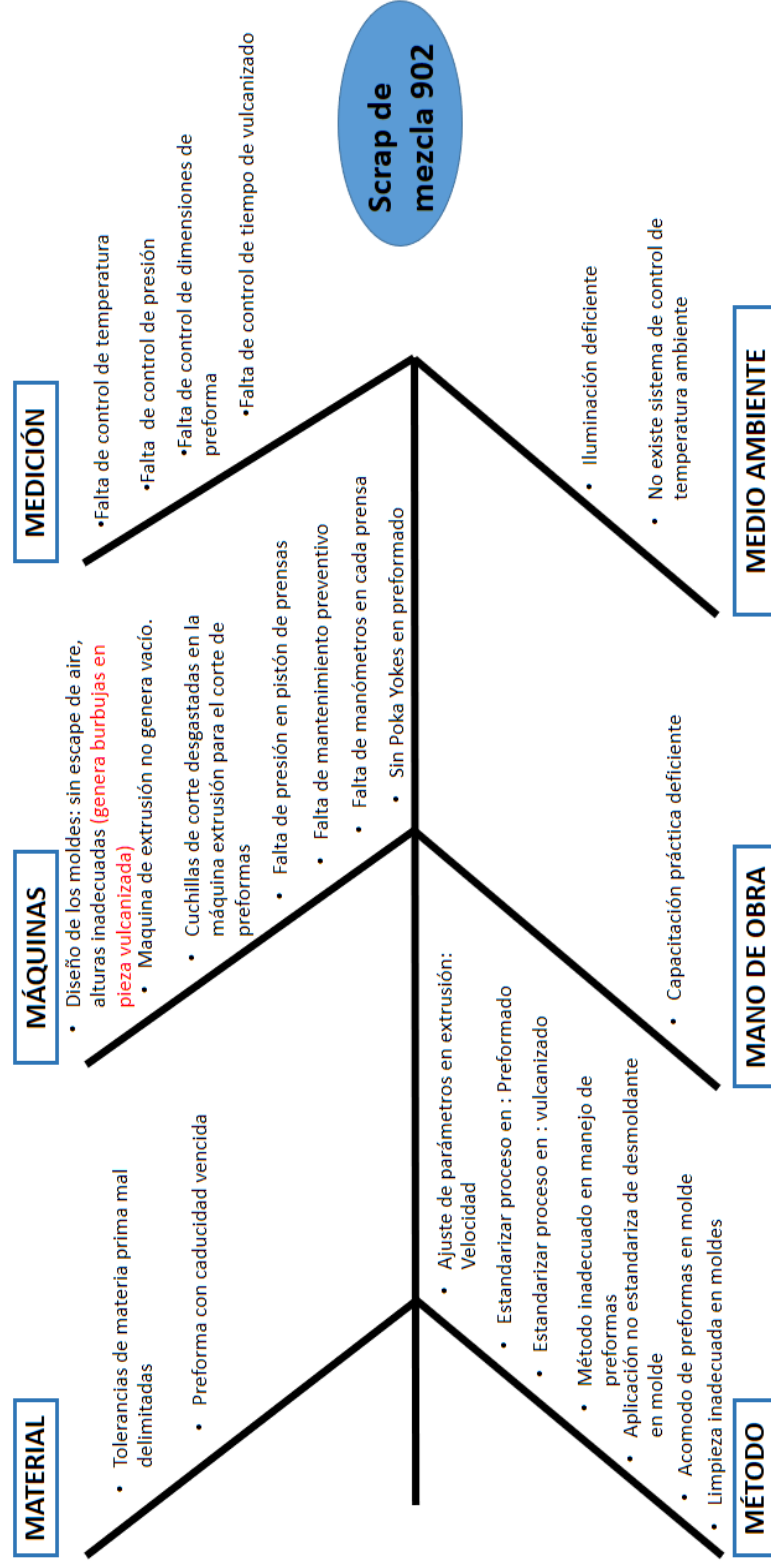 MATERIAL
• Tolerancias de materia prima mal
delimitadas
• Preforma con caducidad vencida
MÁQUINAS
• Diseño de los moldes: sin escape de aire,
alturas inadecuadas (genera burbujas en
pieza vulcanizada)
• Maquina de extrusión no genera vacío.
• Cuchillas de corte desgastadas en la
máquina extrusión para el corte de
preformas
• Falta de presión en pistón de prensas
• Falta de mantenimiento preventivo
• Falta de manómetros en cada prensa
• Sin Poka Yokes en preformado
MEDICIÓN
•Falta de control de temperatura
•Falta de control de presión
•Falta de control de dimensiones de
preforma
•Falta de control de tiempo de vulcanizado
Scrap de
mezcla 902
• Ajuste de parámetros en extrusión:
Velocidad
• Estandarizar proceso en : Preformado
• Estandarizar proceso en : vulcanizado
• Método inadecuado en manejo de
preformas
• Aplicación no estandariza de desmoldante
en molde
• Acomodo de preformas en molde
• Limpieza inadecuada en moldes
MÉTODO
• Capacitación práctica deficiente
MANO DE OBRA
• Iluminación deficiente
• No existe sistema de control de
temperatura ambiente
MEDIO AMBIENTE